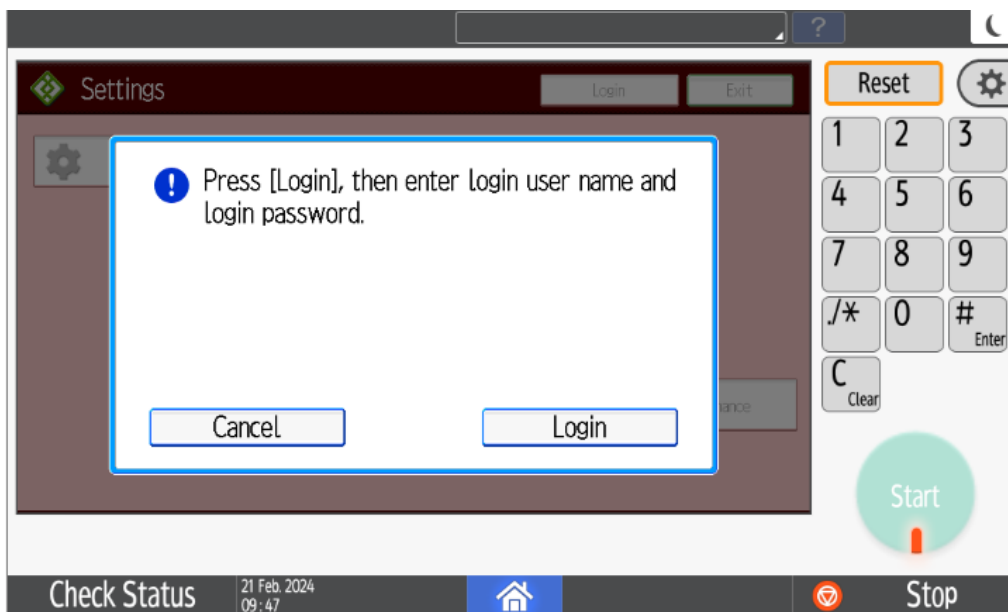 ?
Settings
Login
Exit
Press [Login], then enter login user name and
login password.
Cancel
Login
Reset
1
2
3
4
5
6
7
8
9
./*
0
#
Enter
C
Clear
Start
Check Status
21 Feb. 2024
09:47
Stop